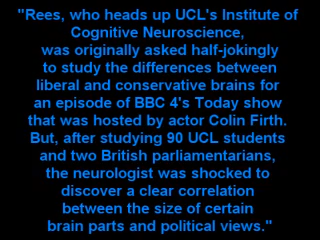 "Rees, who heads up UCL's Institute of
Cognitive Neuroscience,
was originally asked half-jokingly
to study the differences between
liberal and conservative brains for
an episode of BBC 4's Today show
that was hosted by actor Colin Firth.
But, after studying 90 UCL students
and two British parliamentarians,
the neurologist was shocked to
discover a clear correlation
between the size of certain
brain parts and political views."